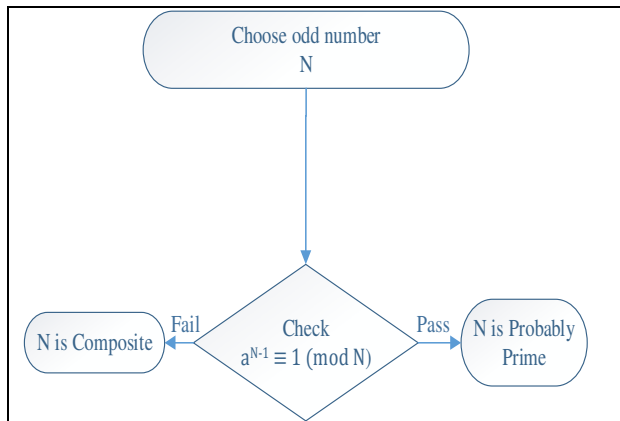 Choose odd number
N
Fail
Pass
N is Composite
Check
a^{N-1} ≡ 1 (mod N)
N is Probably
Prime